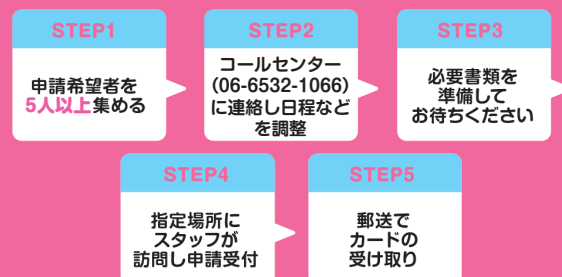 STEP1
申請希望者を
5人以上集める
STEP2
コールセンター
(06-6532-1066)
に連絡し日程など
を調整
STEP3
必要書類を
準備して
お待ちください
STEP4
指定場所に
スタッフが
訪問し申請受付
STEP5
郵送で
カードの
受け取り